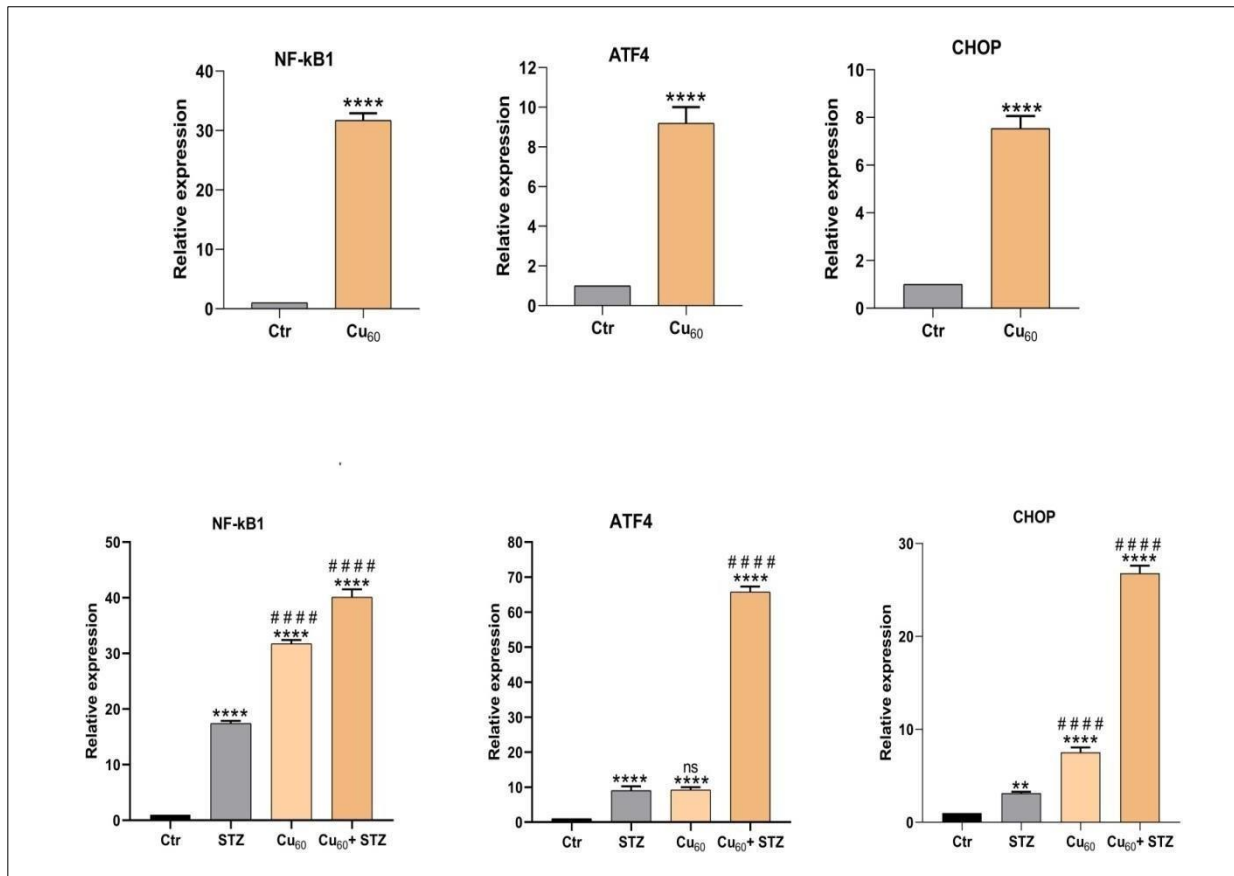 NF-kB1
Relative expression
40
30
20
10
0
****
Ctr
Cu₆₀
ATF4
Relative expression
12
10
8
6
4
2
0
****
Ctr
Cu₆₀
CHOP
Relative expression
10
8
6
4
2
0
****
Ctr
Cu₆₀
NF-kB1
Relative expression
50
40
30
20
10
0
****
####
****
####
****
Ctr
STZ
Cu₆₀
Cu₆₀+ STZ
ATF4
Relative expression
80
70
60
50
40
30
20
10
0
****
ns
****
####
****
Ctr
STZ
Cu₆₀
Cu₆₀+ STZ
CHOP
Relative expression
30
20
10
0
**
####
****
####
****
Ctr
STZ
Cu₆₀
Cu₆₀+ STZ